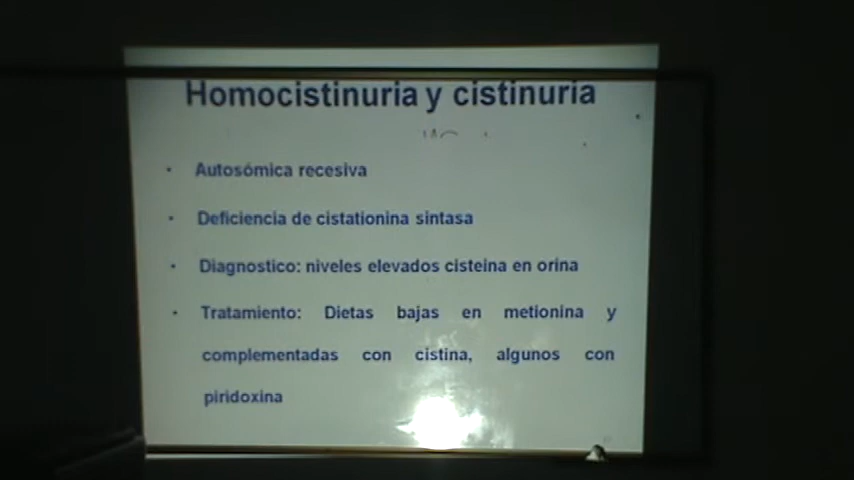 Homocistinuria y cistinuria
• Autosómica recesiva
• Deficiencia de cistationina sintasa
• Diagnostico: niveles elevados cisteina en orina
• Tratamiento: Dietas bajas en metionina y
complementadas con cistina, algunos con
piridoxina